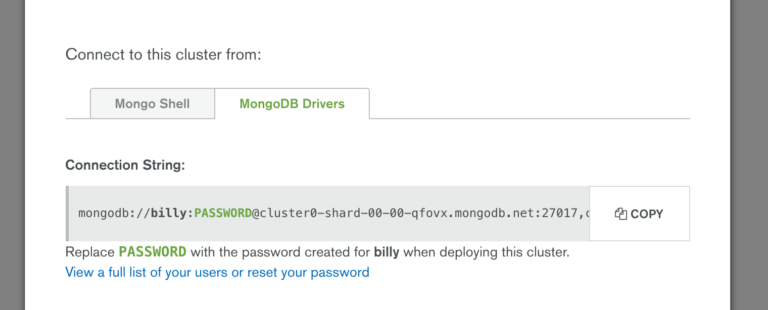 Connect to this cluster from:
Mongo Shell MongoDB Drivers
Connection String:
mongodb://billy:PASSWORD@cluster0-shard-00-00-qfovx.mongodb.net:27017,c COPY
Replace PASSWORD with the password created for billy when deploying this cluster.
View a full list of your users or reset your password